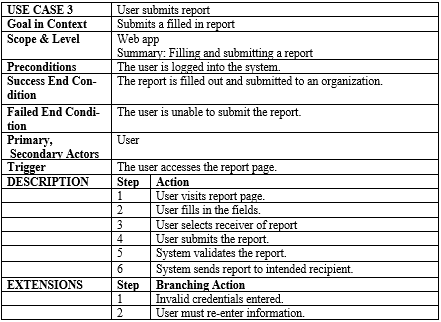 USE CASE 3 User submits report
Goal in Context Submits a filled in report
Scope & Level Web app
Summary: Filling and submitting a report
Preconditions The user is logged into the system.
Success End Con- The report is filled out and submitted to an organization.
dition
Failed End Condi- The user is unable to submit the report.
tion
Primary, User
Secondary Actors
Trigger The user accesses the report page.
DESCRIPTION Step Action
1 User visits report page.
2 User fills in the fields.
3 User selects receiver of report
4 User submits the report.
5 System validates the report.
6 System sends report to intended recipient.
EXTENSIONS Step Branching Action
1 Invalid credentials entered.
2 User must re-enter information.